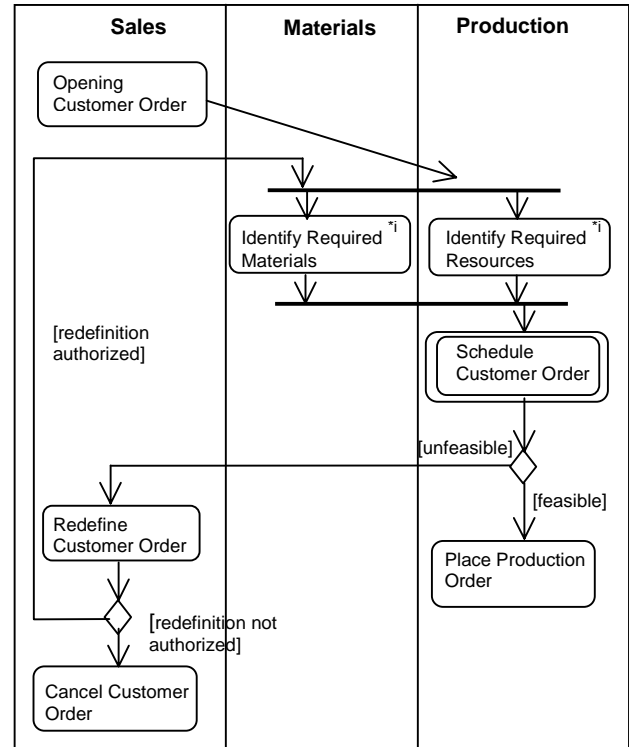 Sales
Materials
Production
Opening
Customer Order
Identify Required *i
Materials
Identify Required *i
Resources
[redefinition
authorized]
Schedule
Customer Order
[unfeasible]
[feasible]
Redefine
Customer Order
Place Production
Order
[redefinition not
authorized]
Cancel Customer
Order